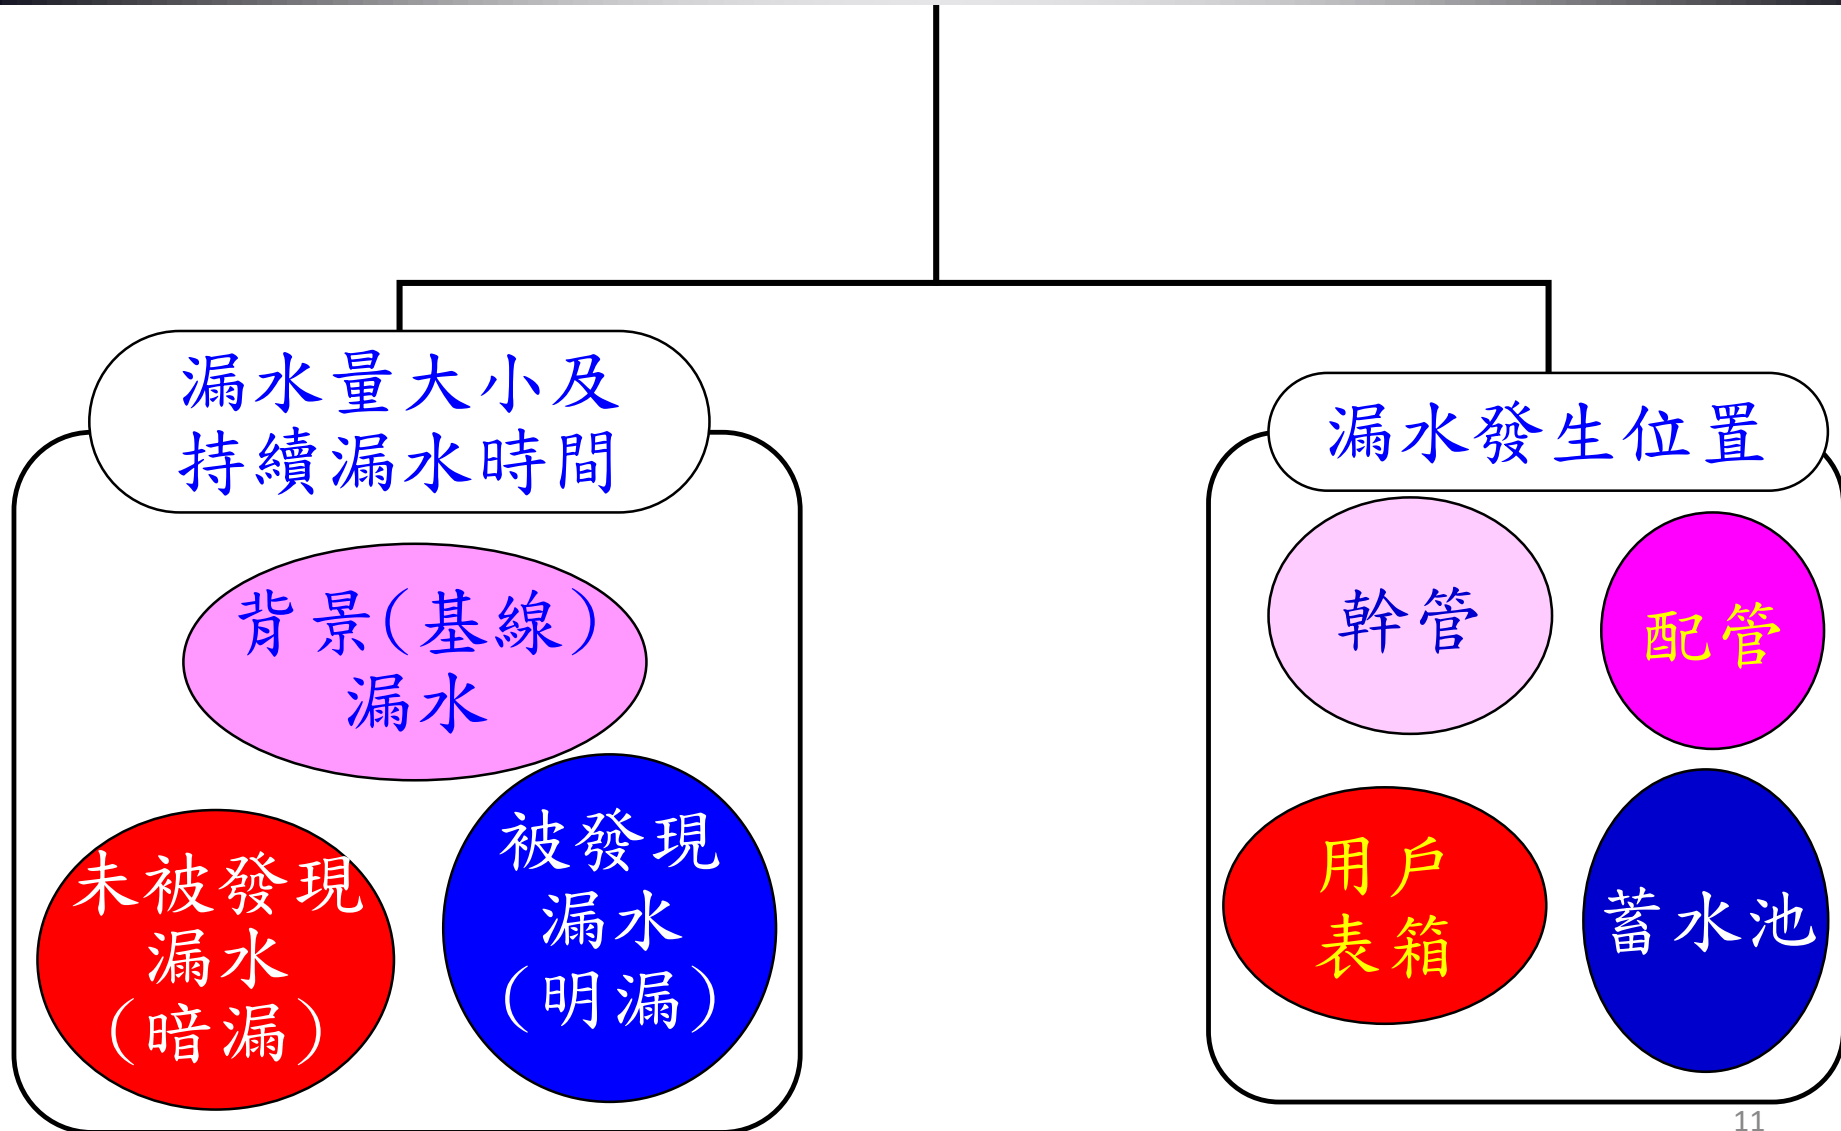 漏水量大小及
持續漏水時間
背景(基線)
漏水
未被發現
漏水
(暗漏)
被發現
漏水
(明漏)
漏水發生位置
幹管
配管
用戶
表箱
蓄水池
11